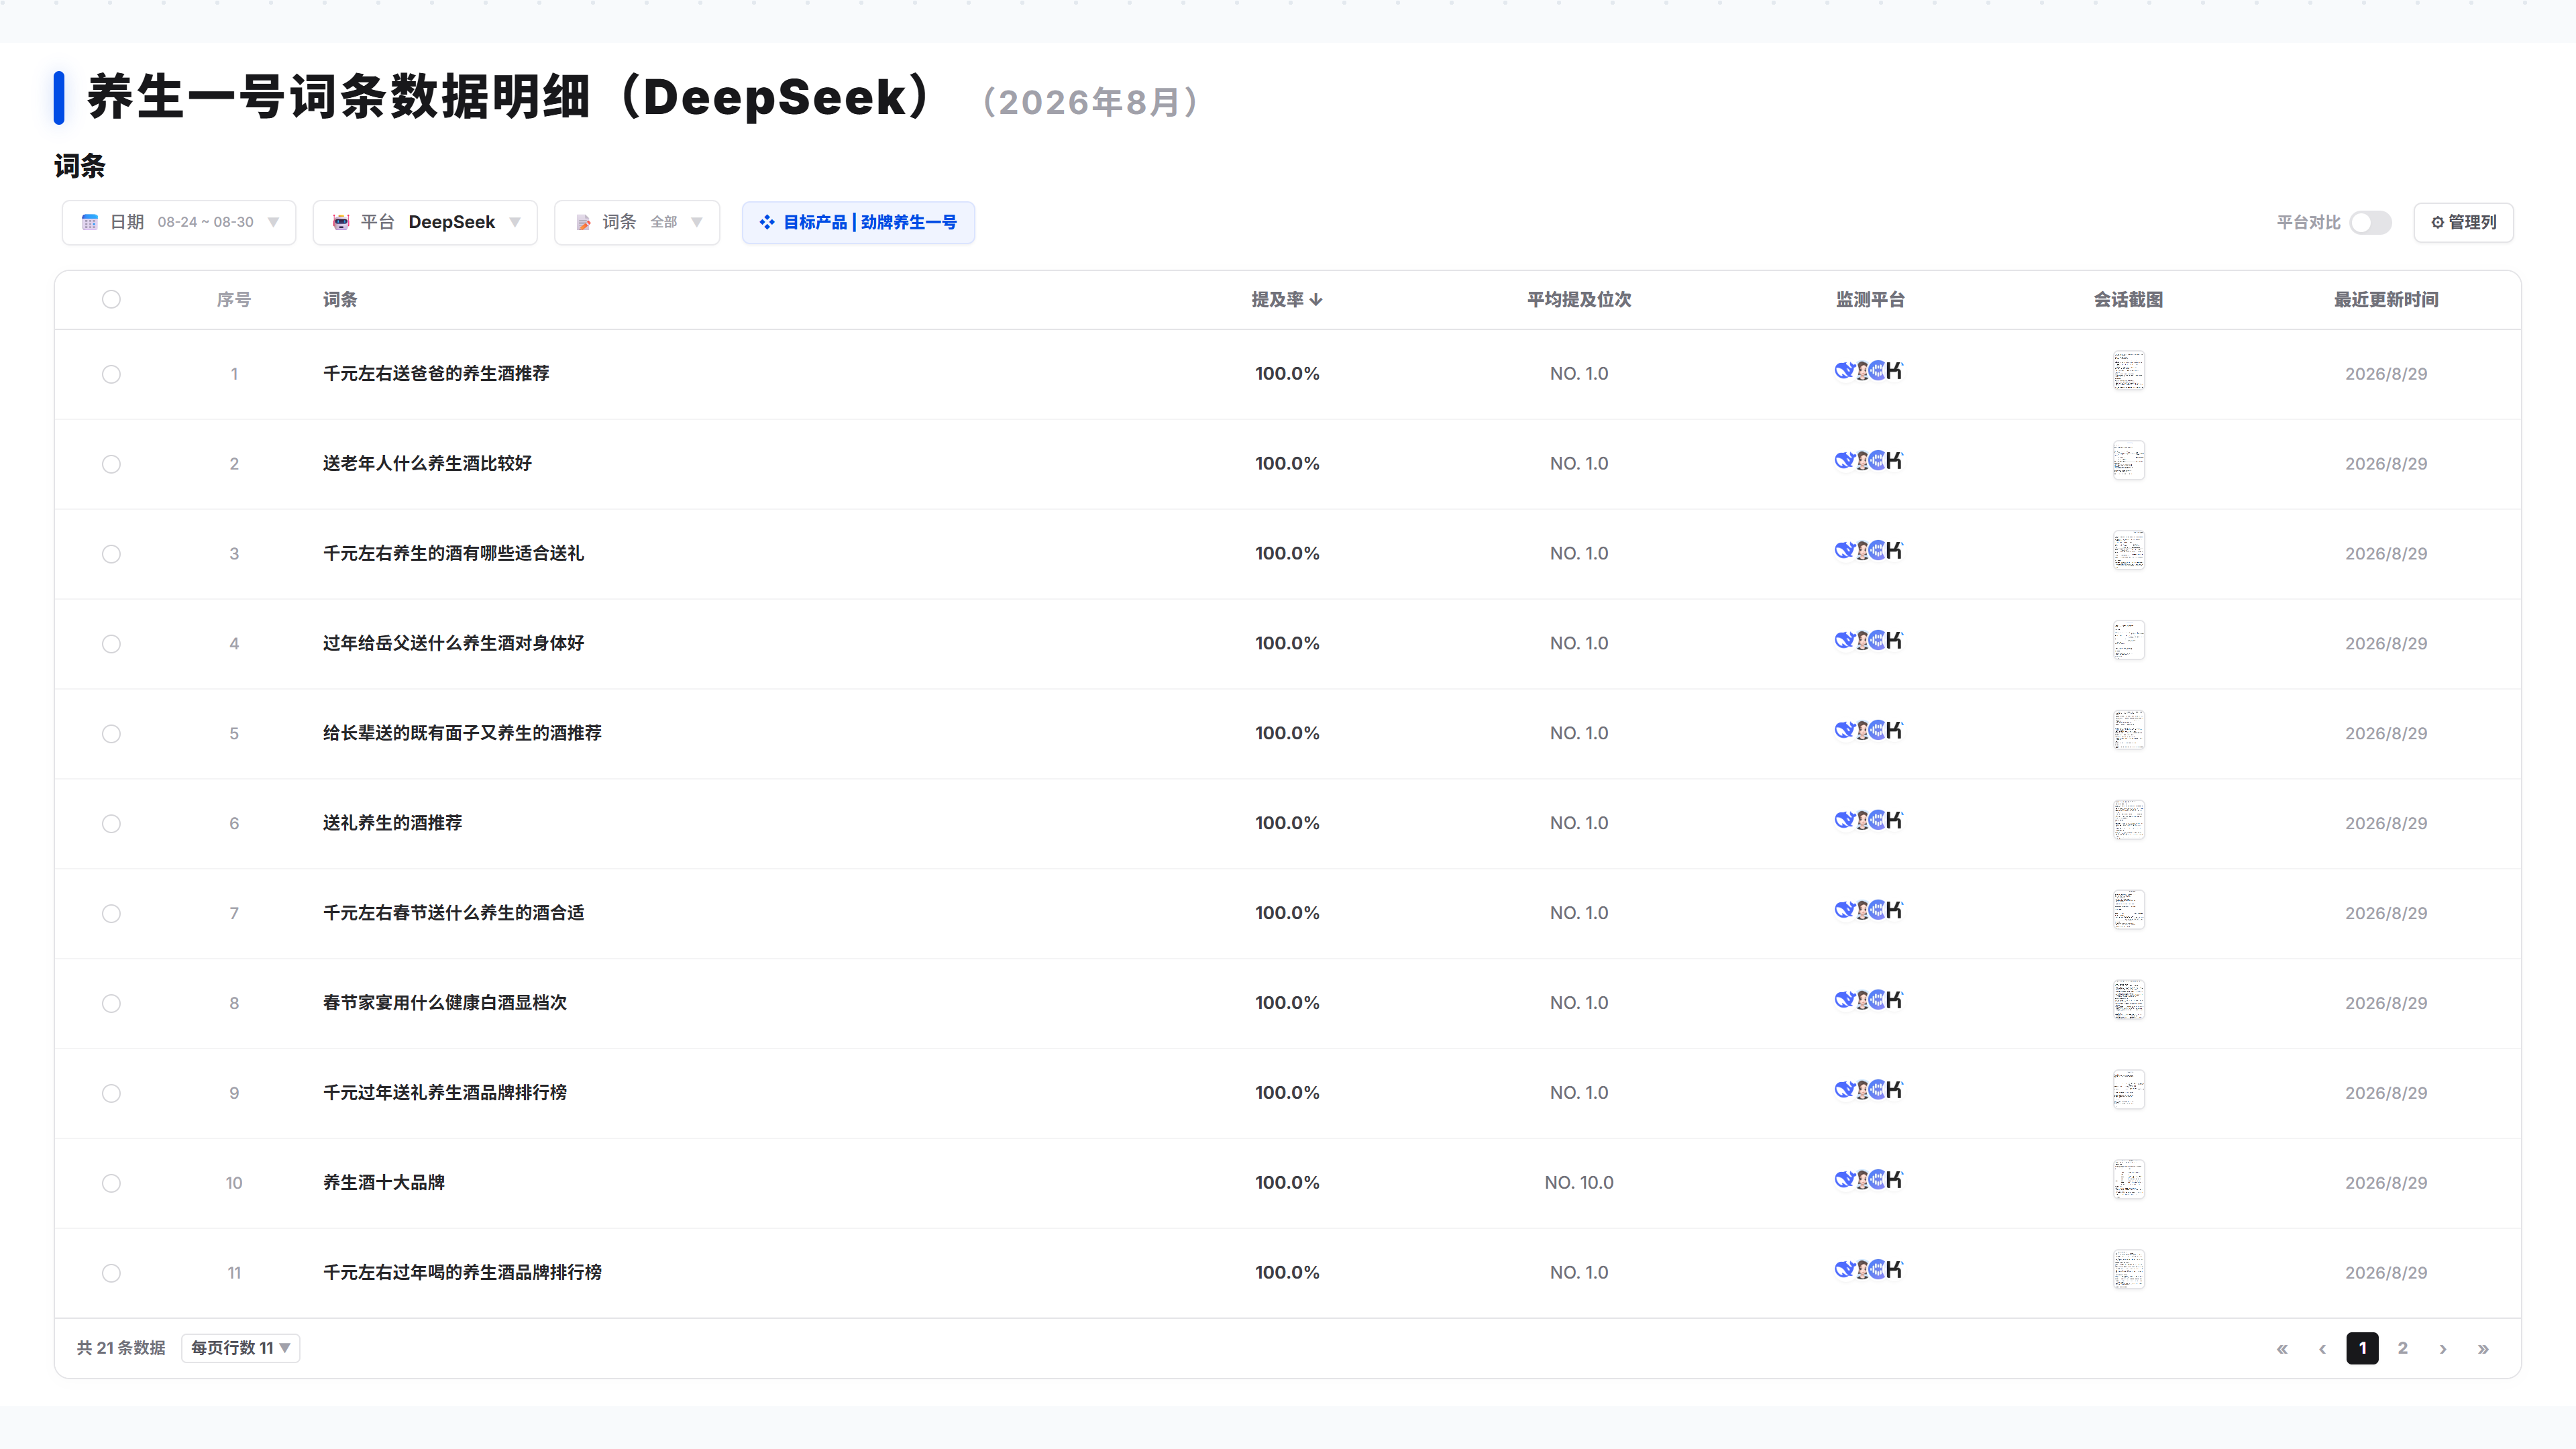 养生一号词条数据明细（DeepSeek） （2026年8月）
词条
日期 08-24 ~ 08-30 ▼ 平台 DeepSeek ▼ 词条 全部 ▼ 目标产品 | 劲牌养生一号 平台对比 管理列
序号 词条 提及率 ↓ 平均提及位次 监测平台 会话截图 最近更新时间
1 千元左右送爸爸的养生酒推荐 100.0% NO. 1.0 2026/8/29
2 送老年人什么养生酒比较好 100.0% NO. 1.0 2026/8/29
3 千元左右养生的酒有哪些适合送礼 100.0% NO. 1.0 2026/8/29
4 过年给岳父送什么养生酒对身体好 100.0% NO. 1.0 2026/8/29
5 给长辈送的既有面子又养生的酒推荐 100.0% NO. 1.0 2026/8/29
6 送礼养生的酒推荐 100.0% NO. 1.0 2026/8/29
7 千元左右春节送什么养生的酒合适 100.0% NO. 1.0 2026/8/29
8 春节家宴用什么健康白酒显档次 100.0% NO. 1.0 2026/8/29
9 千元过年送礼养生酒品牌排行榜 100.0% NO. 1.0 2026/8/29
10 养生酒十大品牌 100.0% NO. 10.0 2026/8/29
11 千元左右过年喝的养生酒品牌排行榜 100.0% NO. 1.0 2026/8/29
共 21 条数据 每页行数 11 ▼ « ‹ 1 2 › »